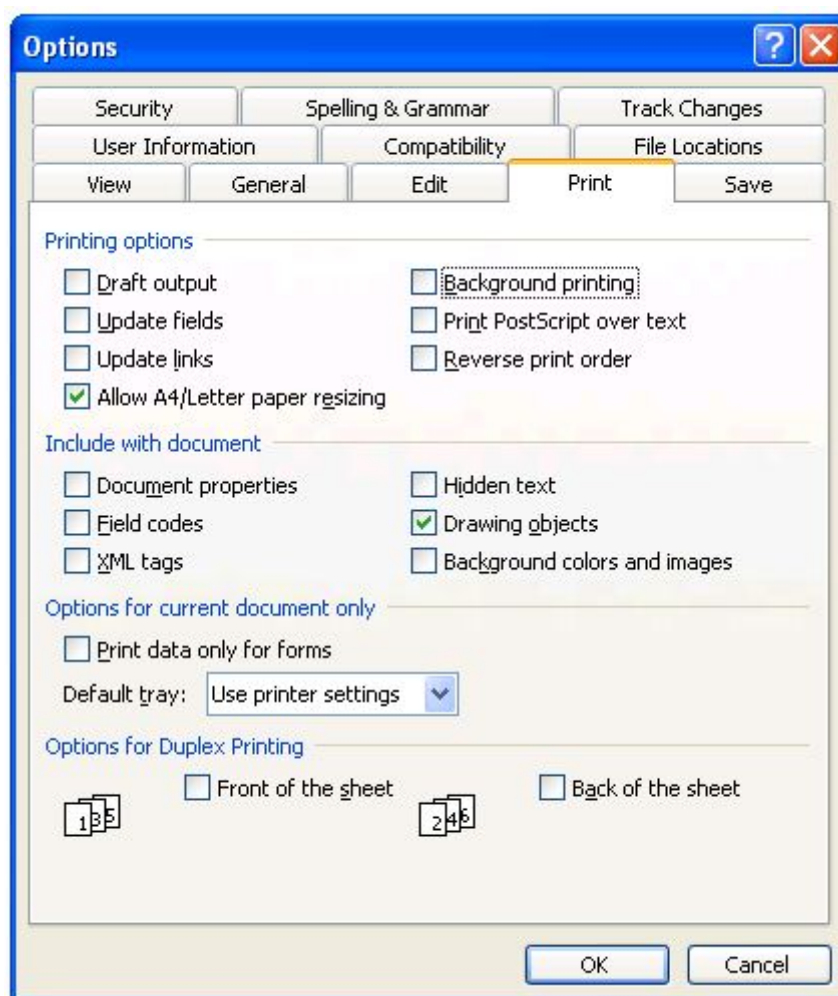 Options
Security Spelling & Grammar Track Changes
User Information Compatibility File Locations
View General Edit Print Save
Printing options
Draft output Background printing
Update fields Print PostScript over text
Update links Reverse print order
Allow A4/Letter paper resizing
Include with document
Document properties Hidden text
Field codes Drawing objects
XML tags Background colors and images
Options for current document only
Print data only for forms
Default tray: Use printer settings
Options for Duplex Printing
Front of the sheet Back of the sheet
1 3 5 2 4 6
OK Cancel